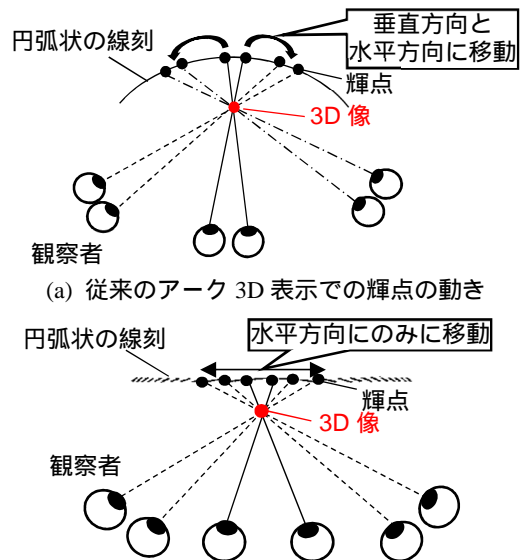 円弧状の線刻
垂直方向と
水平方向に移動
輝点
3D 像
観察者
(a) 従来のアーク 3D 表示での輝点の動き
円弧状の線刻
水平方向にのみに移動
輝点
3D 像
観察者